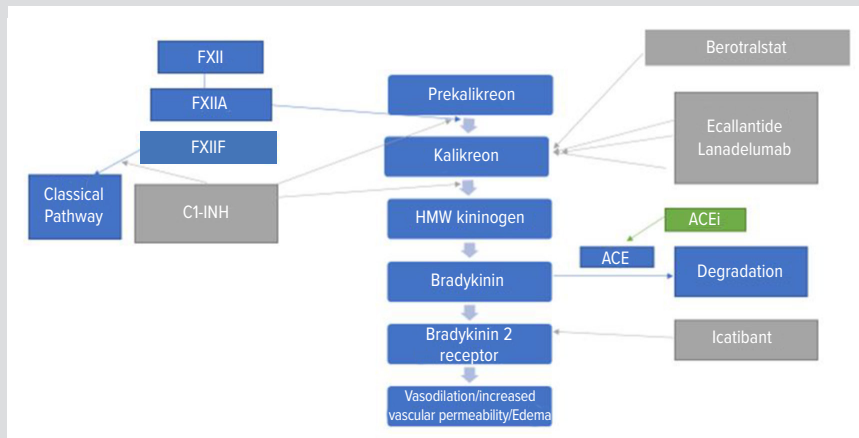 FXII
FXIIA
FXIIF
Classical
Pathway
C1-INH
Prekalikreon
Kalikreon
HMW kininogen
Bradykinin
Bradykinin 2
receptor
Vasodilation/increased
vascular permeability/Edema
Berotralstat
Ecallantide
Lanadelumab
ACEi
ACE
Degradation
Icatibant